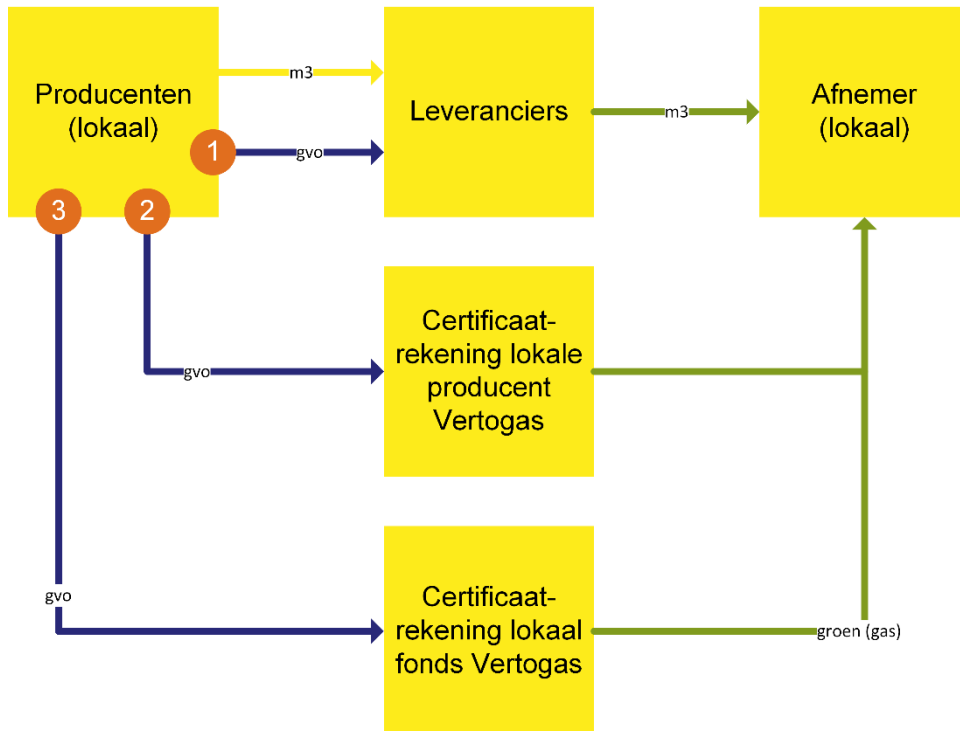 Producenten
(lokaal)
m3
Leveranciers
m3
Afnemer
(lokaal)
1
gvo
3
2
Certificaat-
rekening lokale
producent
Vertogas
gvo
Certificaat-
rekening lokaal
fonds Vertogas
gvo
groen (gas)